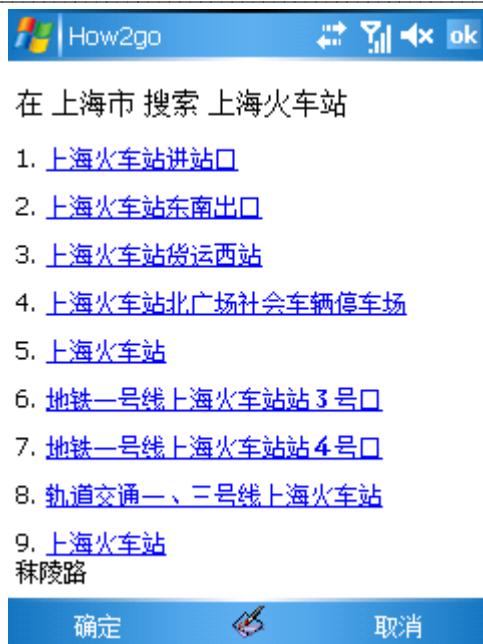 How2go
ok
在 上海市 搜索 上海火车站
1. 上海火车站进站口
2. 上海火车站东南出口
3. 上海火车站货运西站
4. 上海火车站北广场社会车辆停车场
5. 上海火车站
6. 地铁一号线上海火车站站３号口
7. 地铁一号线上海火车站站４号口
8. 轨道交通一、三号线上海火车站
9. 上海火车站
秣陵路
确定
取消